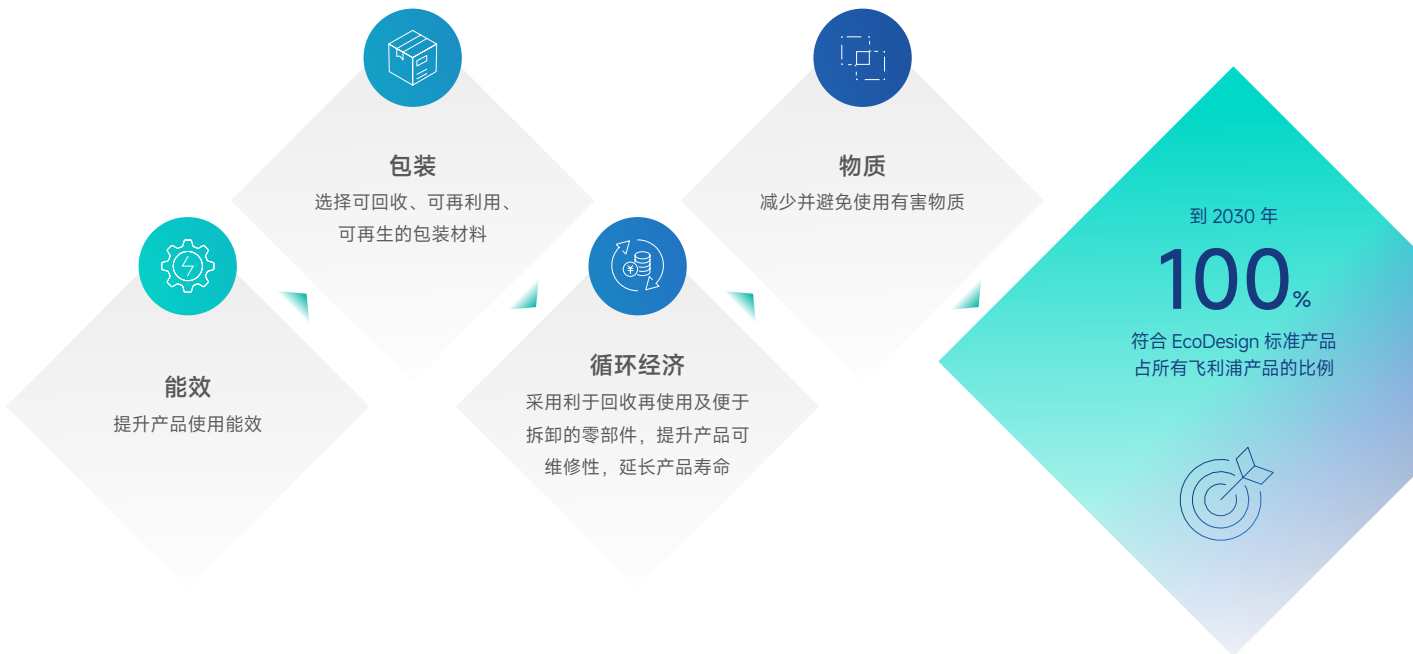 能效
提升产品使用能效
包装
选择可回收、可再利用、
可再生的包装材料
循环经济
采用利于回收再使用及便于
拆卸的零部件，提升产品可
维修性，延长产品寿命
物质
减少并避免使用有害物质
到 2030 年
100%
符合 EcoDesign 标准产品
占所有飞利浦产品的比例
¥